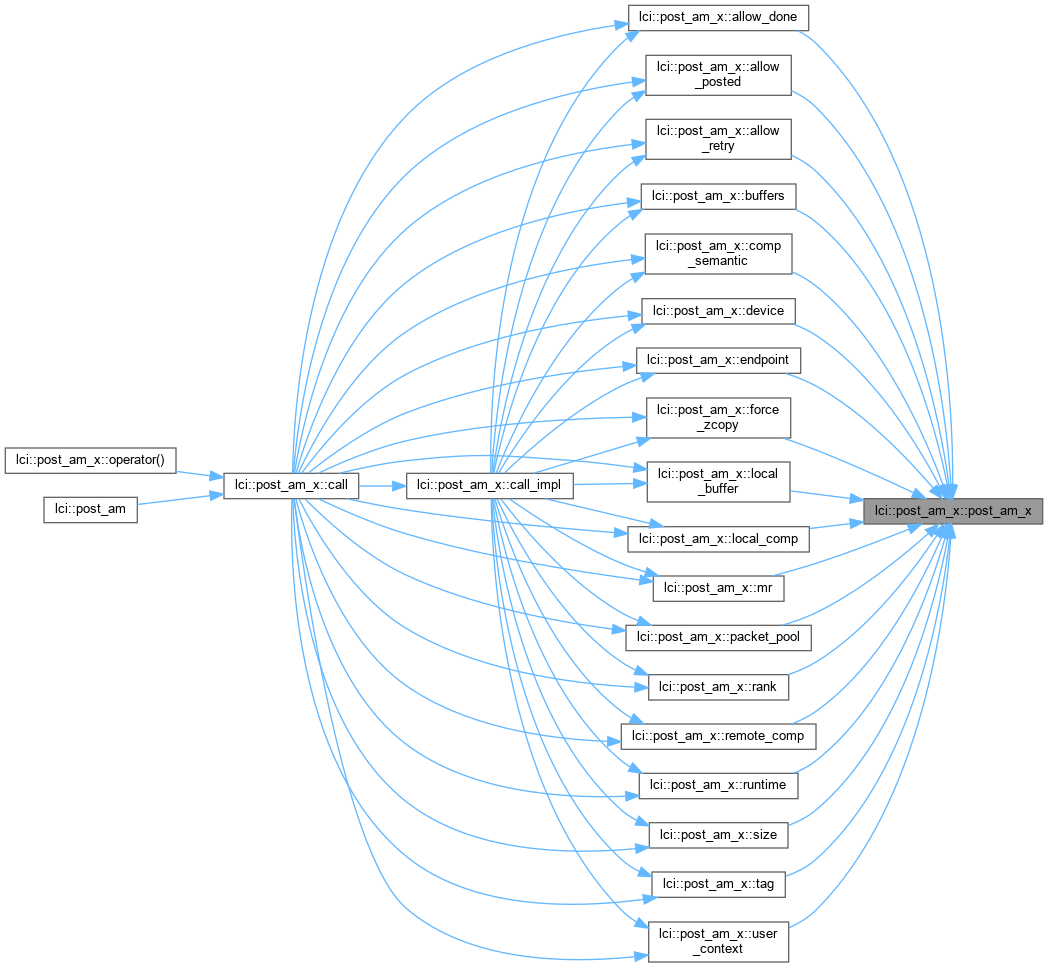 lci::post_am_x::allow_done
lci::post_am_x::allow
_posted
lci::post_am_x::allow
_retry
lci::post_am_x::buffers
lci::post_am_x::comp
_semantic
lci::post_am_x::device
lci::post_am_x::endpoint
lci::post_am_x::force
_zcopy
lci::post_am_x::operator()
lci::post_am_x::call
lci::post_am_x::call_impl
lci::post_am_x::local
_buffer
lci::post_am
lci::post_am_x::post_am_x
lci::post_am_x::local_comp
lci::post_am_x::mr
lci::post_am_x::packet_pool
lci::post_am_x::rank
lci::post_am_x::remote_comp
lci::post_am_x::runtime
lci::post_am_x::size
lci::post_am_x::tag
lci::post_am_x::user
_context